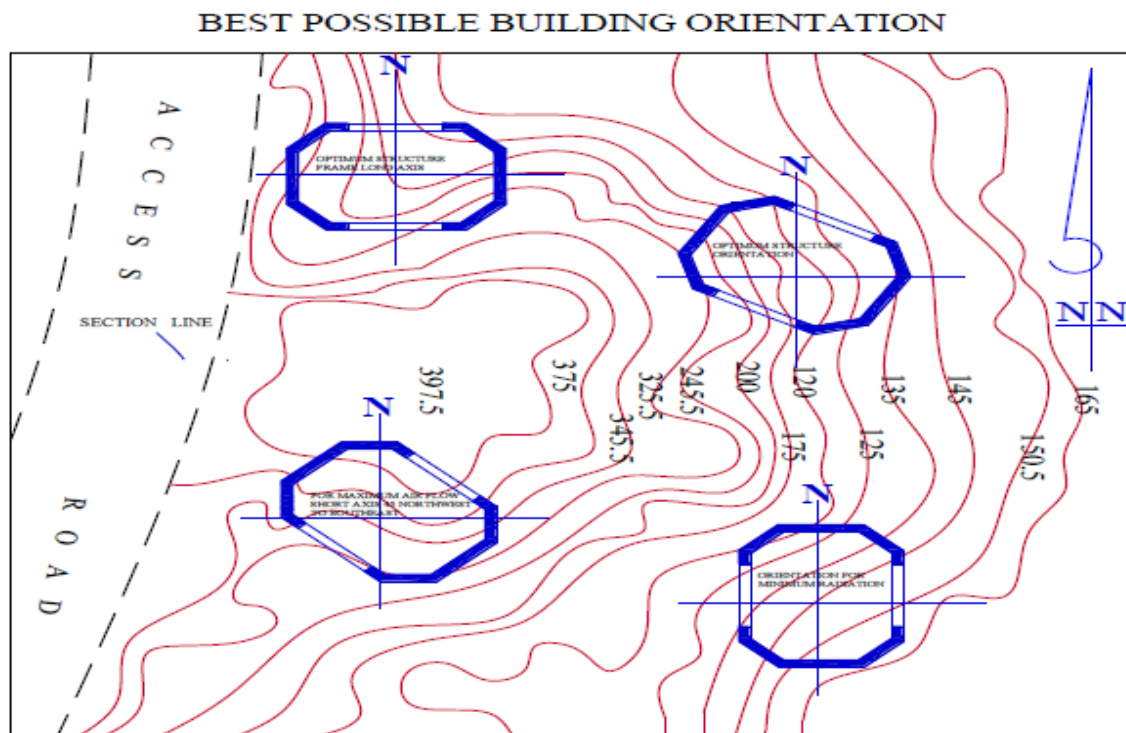 BEST POSSIBLE BUILDING ORIENTATION
N
ACCESS
OPTIMUM STRUCTURE
FRAME LONG AXIS
N
OPTIMUM STRUCTURE
ORIENTATION
N N
SECTION LINE
397.5
375
325.5
345.5
245.5
200
120
175
125
135
145
150.5
165
N
FOR MAXIMUM AIR FLOW
SHORT AXIS 45 NORTHWEST
TO SOUTHEAST
N
ORIENTATION FOR
MINIMUM RADIATION
ROAD